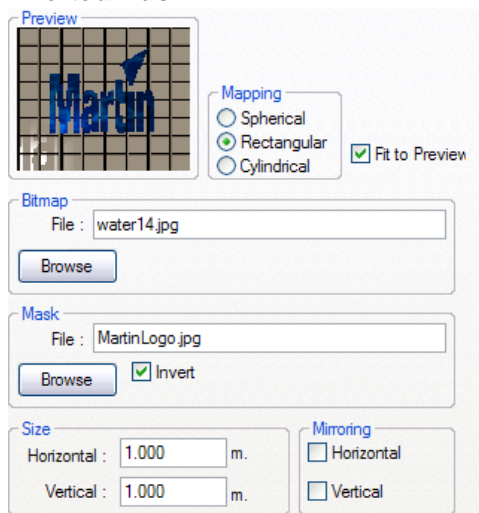 Preview
Martin
Mapping
Spherical
Rectangular
Cylindrical
Fit to Preview
Bitmap
File : water14.jpg
Browse
Mask
File : MartinLogo.jpg
Browse
Invert
Size
Horizontal : 1.000 m.
Vertical : 1.000 m.
Mirroring
Horizontal
Vertical